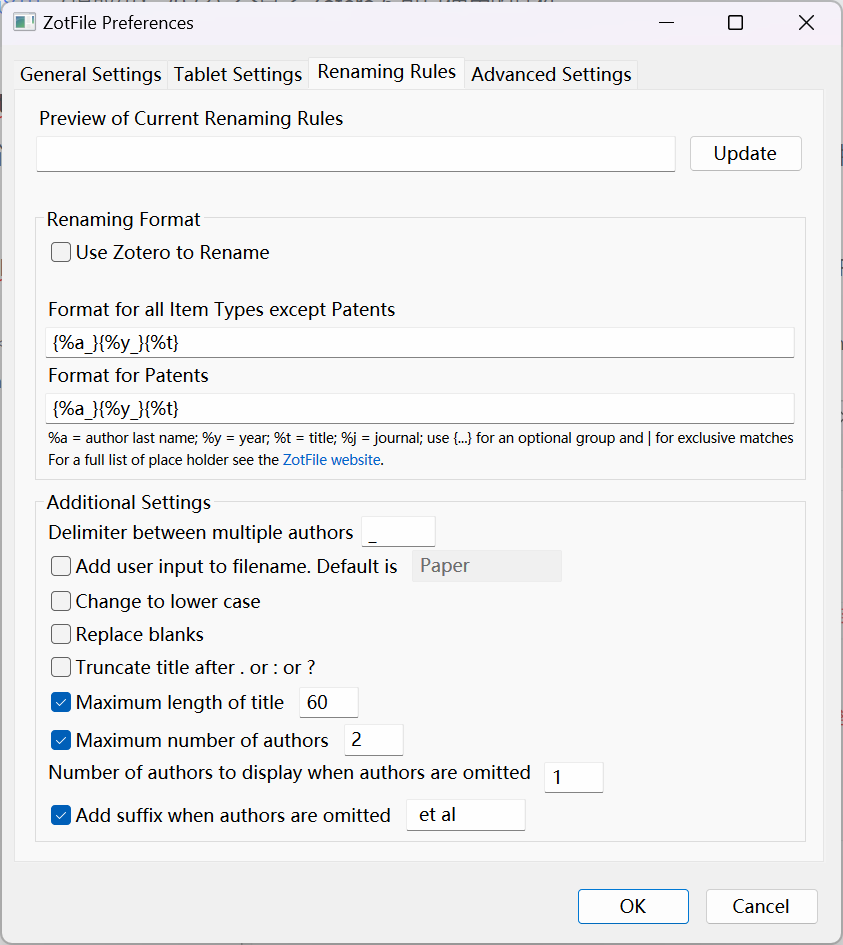 ZotFile Preferences
General Settings Tablet Settings Renaming Rules Advanced Settings
Preview of Current Renaming Rules
Update
Renaming Format
Use Zotero to Rename
Format for all Item Types except Patents
{%a_}{%y_}{%t}
Format for Patents
{%a_}{%y_}{%t}
%a = author last name; %y = year; %t = title; %j = journal; use {...} for an optional group and | for exclusive matches
For a full list of place holder see the ZotFile website.
Additional Settings
Delimiter between multiple authors _
Add user input to filename. Default is Paper
Change to lower case
Replace blanks
Truncate title after . or : or ?
Maximum length of title 60
Maximum number of authors 2
Number of authors to display when authors are omitted 1
Add suffix when authors are omitted et al
OK Cancel